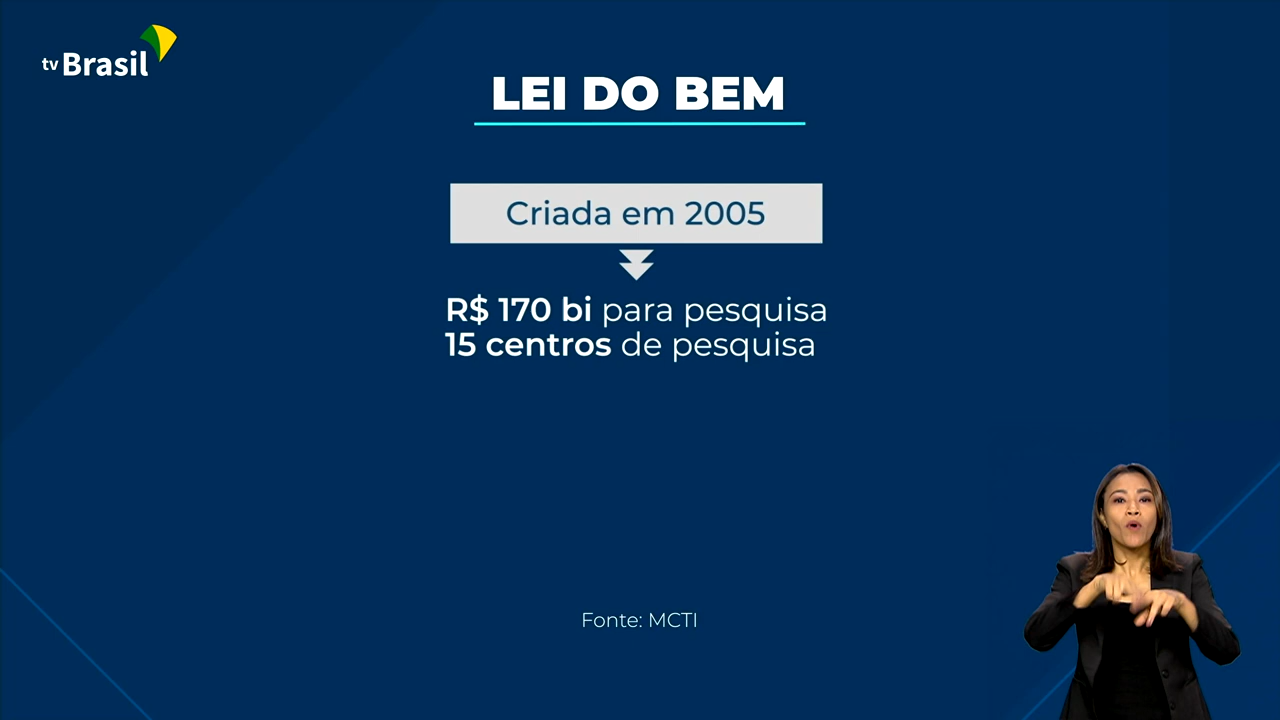 tv Brasil
LEI DO BEM
Criada em 2005
R$ 170 bi para pesquisa
15 centros de pesquisa
Fonte: MCTI